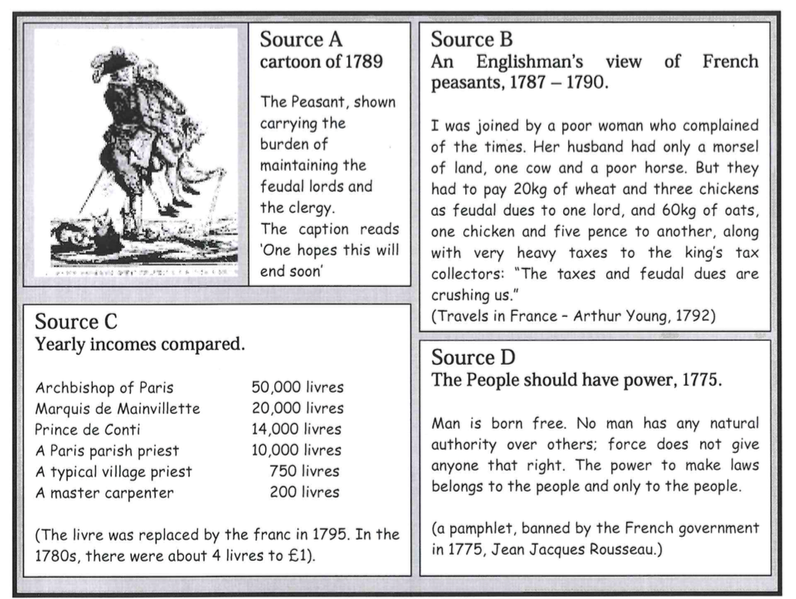 Source A
cartoon of 1789
The Peasant, shown
carrying the
burden of
maintaining the
feudal lords and
the clergy.
The caption reads
‘One hopes this will
end soon’
Source B
An Englishman's view of French
peasants, 1787 – 1790.
I was joined by a poor woman who complained
of the times. Her husband had only a morsel
of land, one cow and a poor horse. But they
had to pay 20kg of wheat and three chickens
as feudal dues to one lord, and 60kg of oats,
one chicken and five pence to another, along
with very heavy taxes to the king's tax
collectors: “The taxes and feudal dues are
crushing us.”
(Travels in France – Arthur Young, 1792)
Source C
Yearly incomes compared.
Archbishop of Paris 50,000 livres
Marquis de Mainvillette 20,000 livres
Prince de Conti 14,000 livres
A Paris parish priest 10,000 livres
A typical village priest 750 livres
A master carpenter 200 livres
(The livre was replaced by the franc in 1795. In the
1780s, there were about 4 livres to £1).
Source D
The People should have power, 1775.
Man is born free. No man has any natural
authority over others; force does not give
anyone that right. The power to make laws
belongs to the people and only to the people.
(a pamphlet, banned by the French government
in 1775, Jean Jacques Rousseau.)